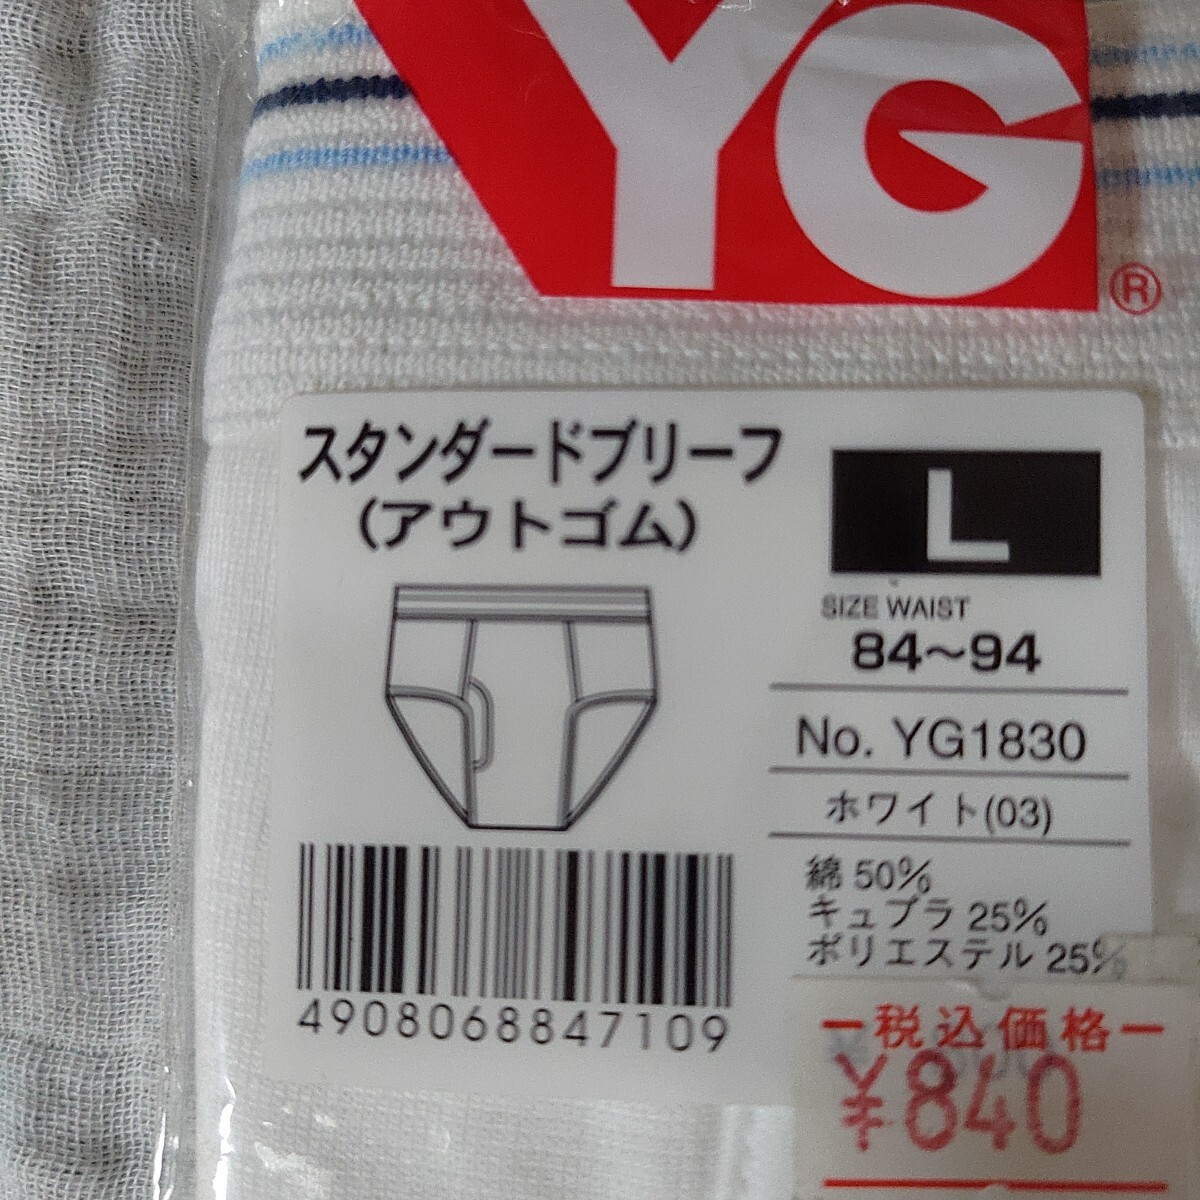 YG®
スタンダードブリーフ
(アウトゴム)
L
SIZE WAIST
84〜94
No. YG1830
ホワイト(03)
綿 50%
キュプラ 25%
ポリエステル 25%
4908068847109
ー税込価格ー
¥840